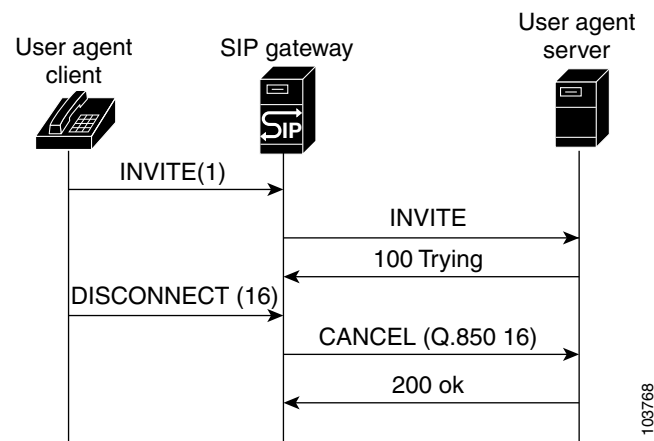 User agent
client
SIP gateway
User agent
server
SIP
INVITE(1)
INVITE
100 Trying
DISCONNECT (16)
CANCEL (Q.850 16)
200 ok
103768